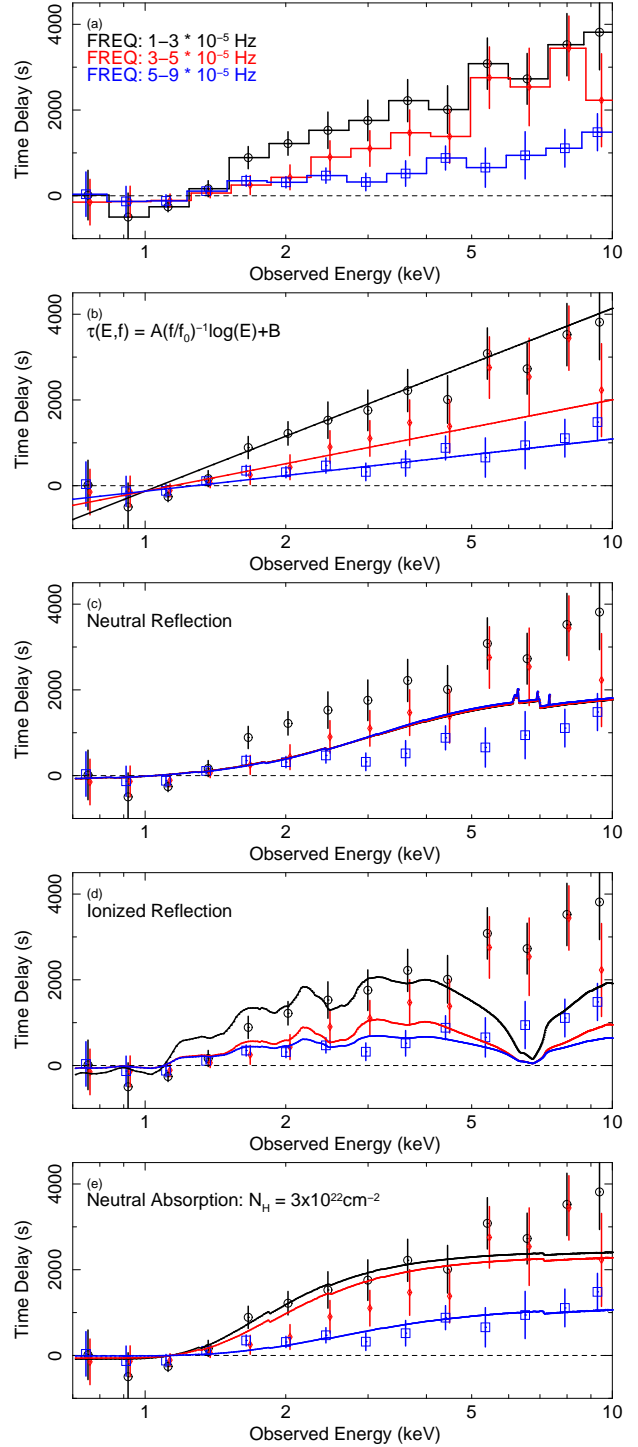 (a)
FREQ: 1–3 * 10⁻⁵ Hz
FREQ: 3–5 * 10⁻⁵ Hz
FREQ: 5–9 * 10⁻⁵ Hz
Time Delay (s)
0 2000 4000
1 2 5 10
Observed Energy (keV)
(b)
τ(E,f) = A(f/f₀)⁻¹log(E)+B
Time Delay (s)
0 2000 4000
1 2 5 10
Observed Energy (keV)
(c)
Neutral Reflection
Time Delay (s)
0 2000 4000
1 2 5 10
Observed Energy (keV)
(d)
Ionized Reflection
Time Delay (s)
0 2000 4000
1 2 5 10
Observed Energy (keV)
(e)
Neutral Absorption: N_H = 3x10²²cm⁻²
Time Delay (s)
0 2000 4000
1 2 5 10
Observed Energy (keV)